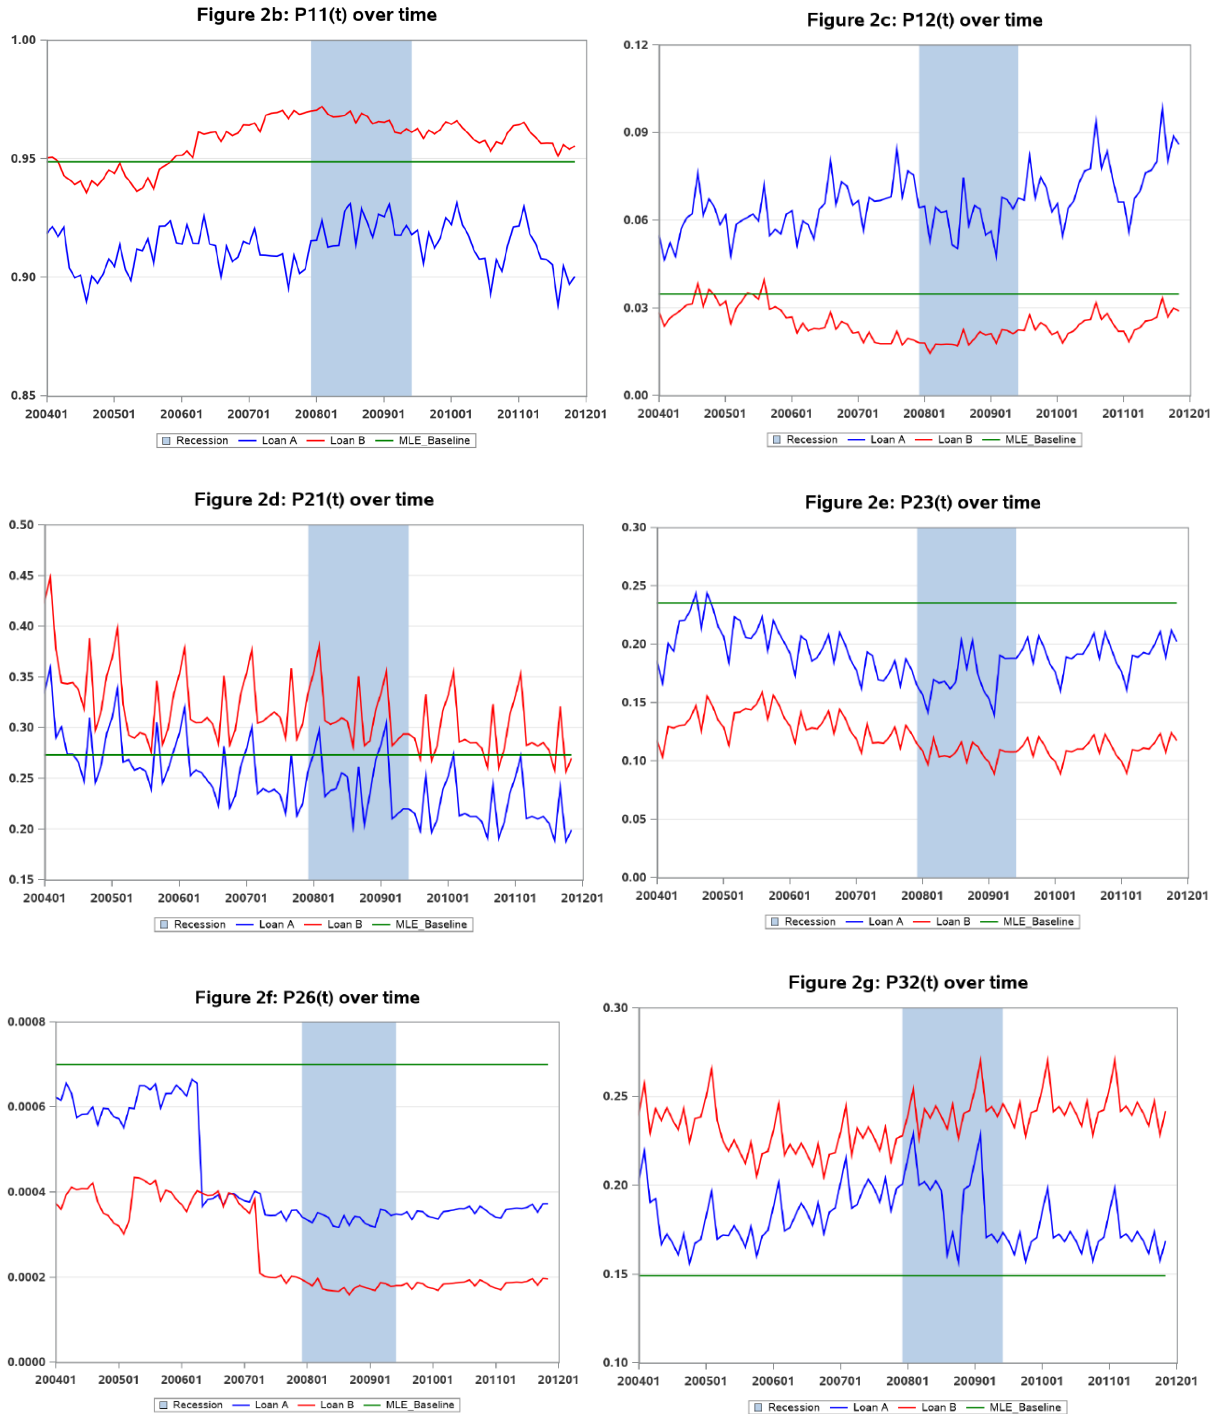 Figure 2b: P11(t) over time
1.00
0.95
0.90
0.85
200401 200501 200601 200701 200801 200901 201001 201101 201201
Recession Loan A Loan B MLE_Baseline
Figure 2c: P12(t) over time
0.12
0.09
0.06
0.03
0.00
200401 200501 200601 200701 200801 200901 201001 201101 201201
Recession Loan A Loan B MLE_Baseline
Figure 2d: P21(t) over time
0.50
0.45
0.40
0.35
0.30
0.25
0.20
0.15
200401 200501 200601 200701 200801 200901 201001 201101 201201
Recession Loan A Loan B MLE_Baseline
Figure 2e: P23(t) over time
0.30
0.25
0.20
0.15
0.10
0.05
0.00
200401 200501 200601 200701 200801 200901 201001 201101 201201
Recession Loan A Loan B MLE_Baseline
Figure 2f: P26(t) over time
0.0008
0.0006
0.0004
0.0002
0.0000
200401 200501 200601 200701 200801 200901 201001 201101 201201
Recession Loan A Loan B MLE_Baseline
Figure 2g: P32(t) over time
0.30
0.25
0.20
0.15
0.10
200401 200501 200601 200701 200801 200901 201001 201101 201201
Recession Loan A Loan B MLE_Baseline